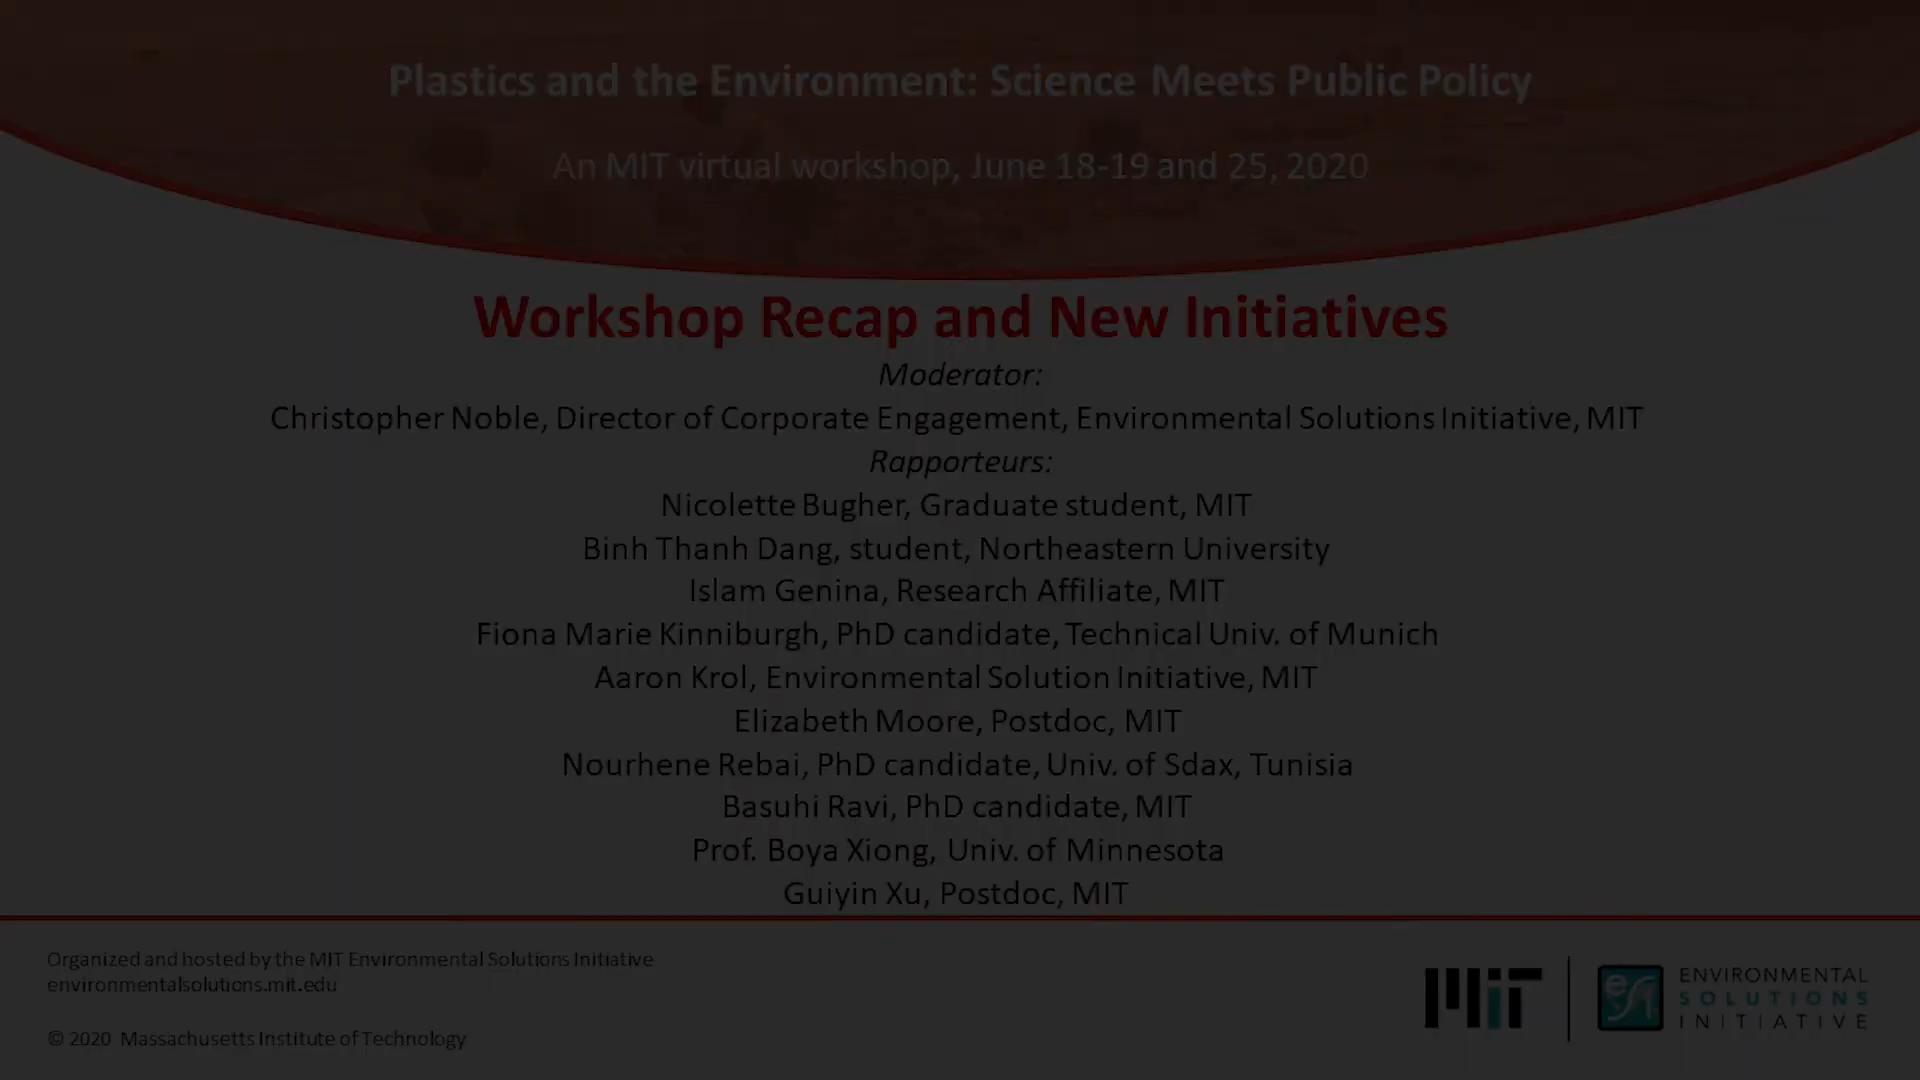 Plastics and the Environment: Science Meets Public Policy
An MIT virtual workshop, June 18-19 and 25, 2020
Workshop Recap and New Initiatives
Moderator:
Christopher Noble, Director of Corporate Engagement, Environmental Solutions Initiative, MIT
Rapporteurs:
Nicolette Bugher, Graduate student, MIT
Binh Thanh Dang, student, Northeastern University
Islam Genina, Research Affiliate, MIT
Fiona Marie Kinniburgh, PhD candidate, Technical Univ. of Munich
Aaron Krol, Environmental Solution Initiative, MIT
Elizabeth Moore, Postdoc, MIT
Nourhene Rebai, PhD candidate, Univ. of Sdax, Tunisia
Basuhi Ravi, PhD candidate, MIT
Prof. Boya Xiong, Univ. of Minnesota
Guiyin Xu, Postdoc, MIT
Organized and hosted by the MIT Environmental Solutions Initiative
environmentalsolutions.mit.edu
© 2020 Massachusetts Institute of Technology
MIT
esi
ENVIRONMENTAL
SOLUTIONS
INITIATIVE